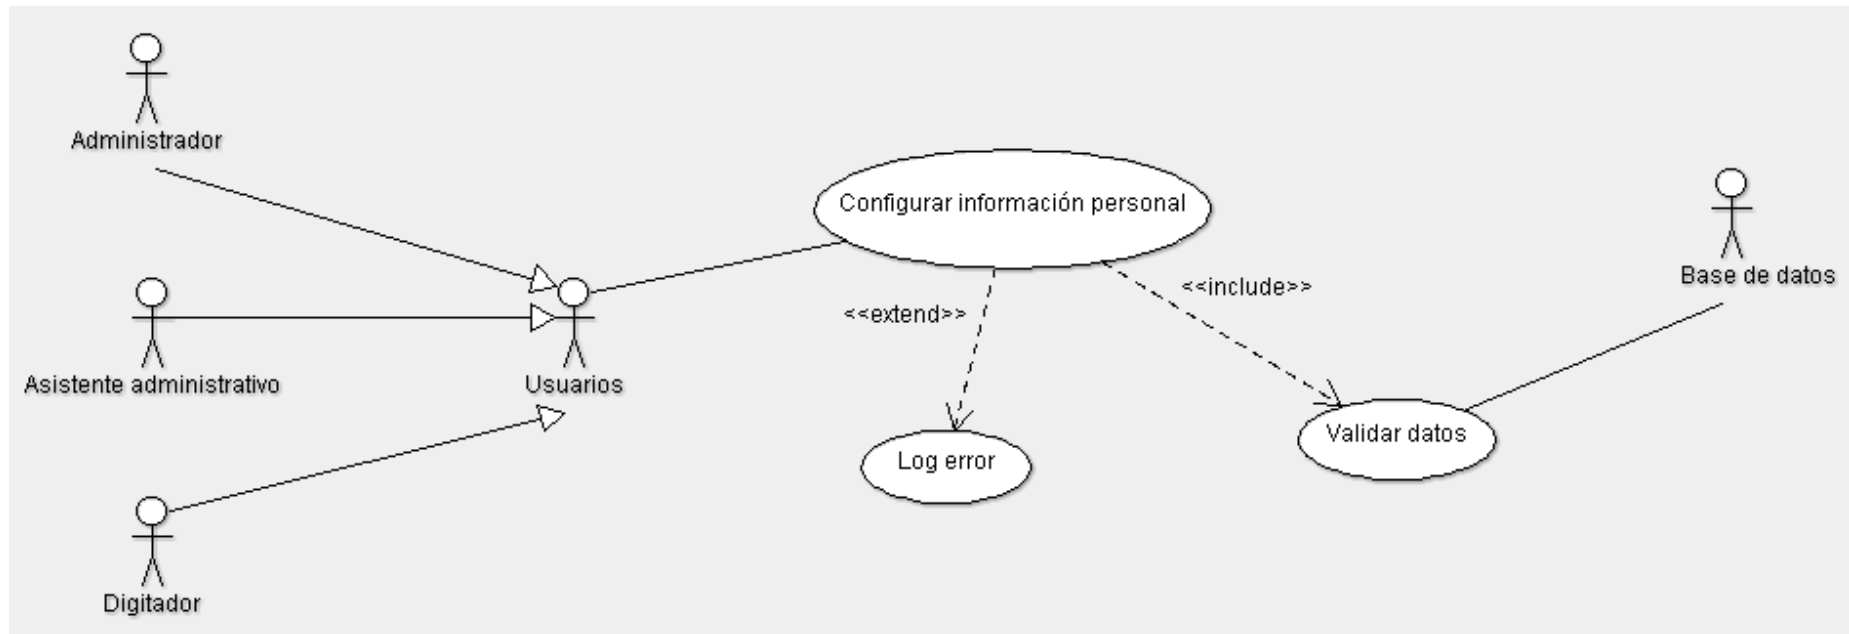 Administrador
Configurar información personal
Base de datos
<<include>>
<<extend>>
Asistente administrativo
Usuarios
Validar datos
Log error
Digitador